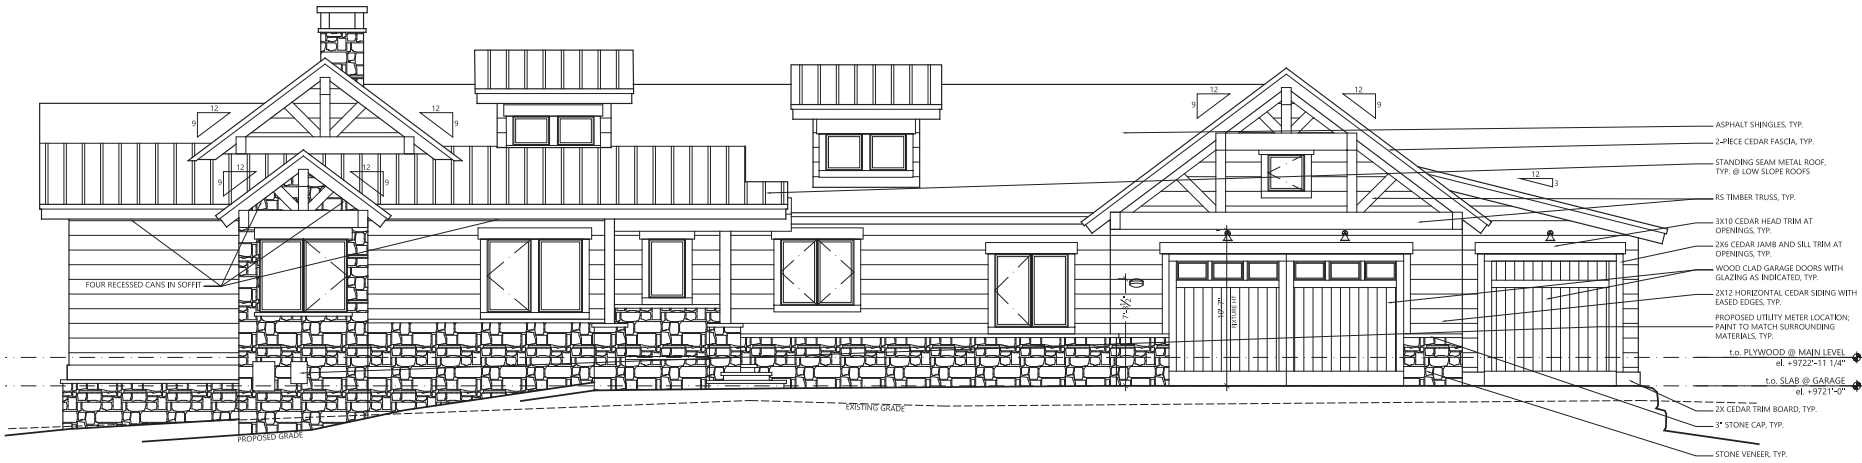 12
9
12
9
12
9
12
9
12
9
12
9
12
3
FOUR RECESSED CANS IN SOFFIT
PROPOSED GRADE
EXISTING GRADE
FIXTURE HT
ASPHALT SHINGLES, TYP.
2-PIECE CEDAR FASCIA, TYP.
STANDING SEAM METAL ROOF,
TYP. @ LOW SLOPE ROOFS
RS TIMBER TRUSS, TYP.
3X10 CEDAR HEAD TRIM AT
OPENINGS, TYP.
2X6 CEDAR JAMB AND SILL TRIM AT
OPENINGS, TYP.
WOOD CLAD GARAGE DOORS WITH
GLAZING AS INDICATED, TYP.
2X12 HORIZONTAL CEDAR SIDING WITH
EASED EDGES, TYP.
PROPOSED UTILITY METER LOCATION;
PAINT TO MATCH SURROUNDING
MATERIALS, TYP.
t.o. PLYWOOD @ MAIN LEVEL
el. +9722'-11 1/4"
t.o. SLAB @ GARAGE
el. +9721'-0"
2X CEDAR TRIM BOARD, TYP.
3" STONE CAP, TYP.
STONE VENEER, TYP.